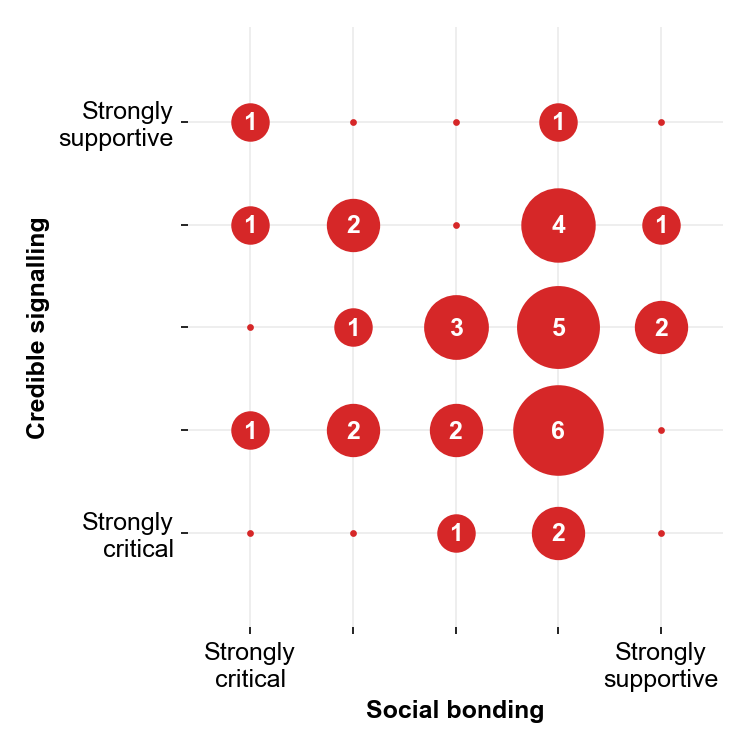 Strongly
supportive
1 1
1 2 4 1
1 3 5 2
1 2 2 6
Strongly
critical
1 2
Credible signalling
Strongly
critical
Strongly
supportive
Social bonding